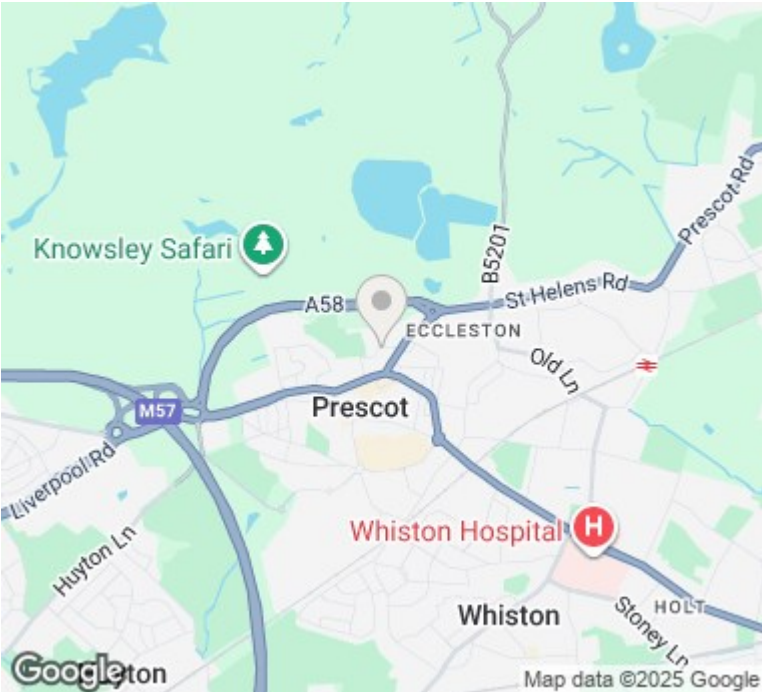 Prescot Rd
Knowsley Safari
B5201
A58
St Helens Rd
ECCLESTON
Old Ln
M57
Prescot
Liverpool Rd
Whiston Hospital
H
Huyton Ln
Whiston
HOLT
Stoney Ln
Google
Map data ©2025 Google